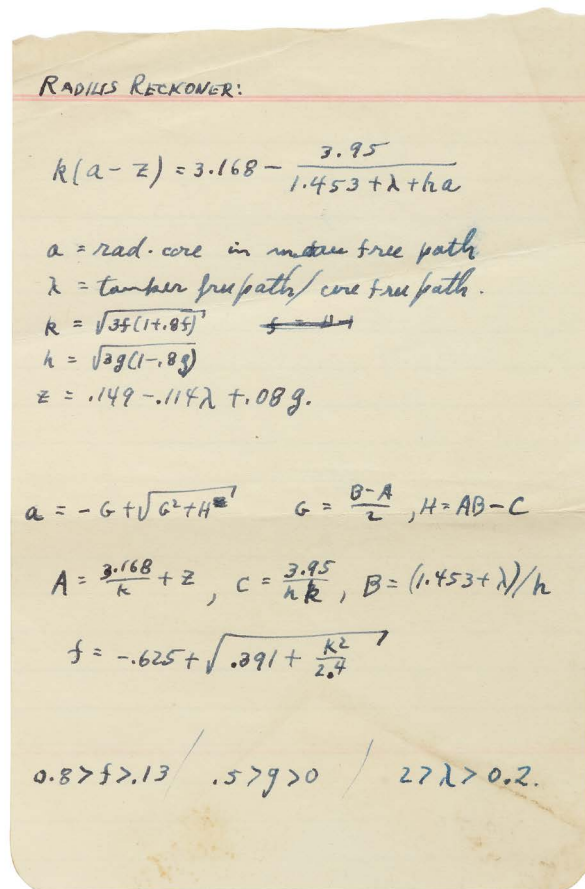 RADIUS RECKONER:
k(a - z) = 3.168 - 3.95 / (1.453 + λ + ha)
a = rad. core in mean free path
λ = tamper free path / core free path.
k = √(3f(1+.8f))
h = √(3g(1-.8g))
z = .149 - .114λ + .08g.
a = -G + √(G² + H) G = (B-A)/2 , H = AB - C
A = 3.168/k + z , C = 3.95/(hk) , B = (1.453 + λ)/h
f = -.625 + √(.391 + k²/2.4)
0.8 > f > .13 / .5 > g > 0 / 2 > λ > 0.2.